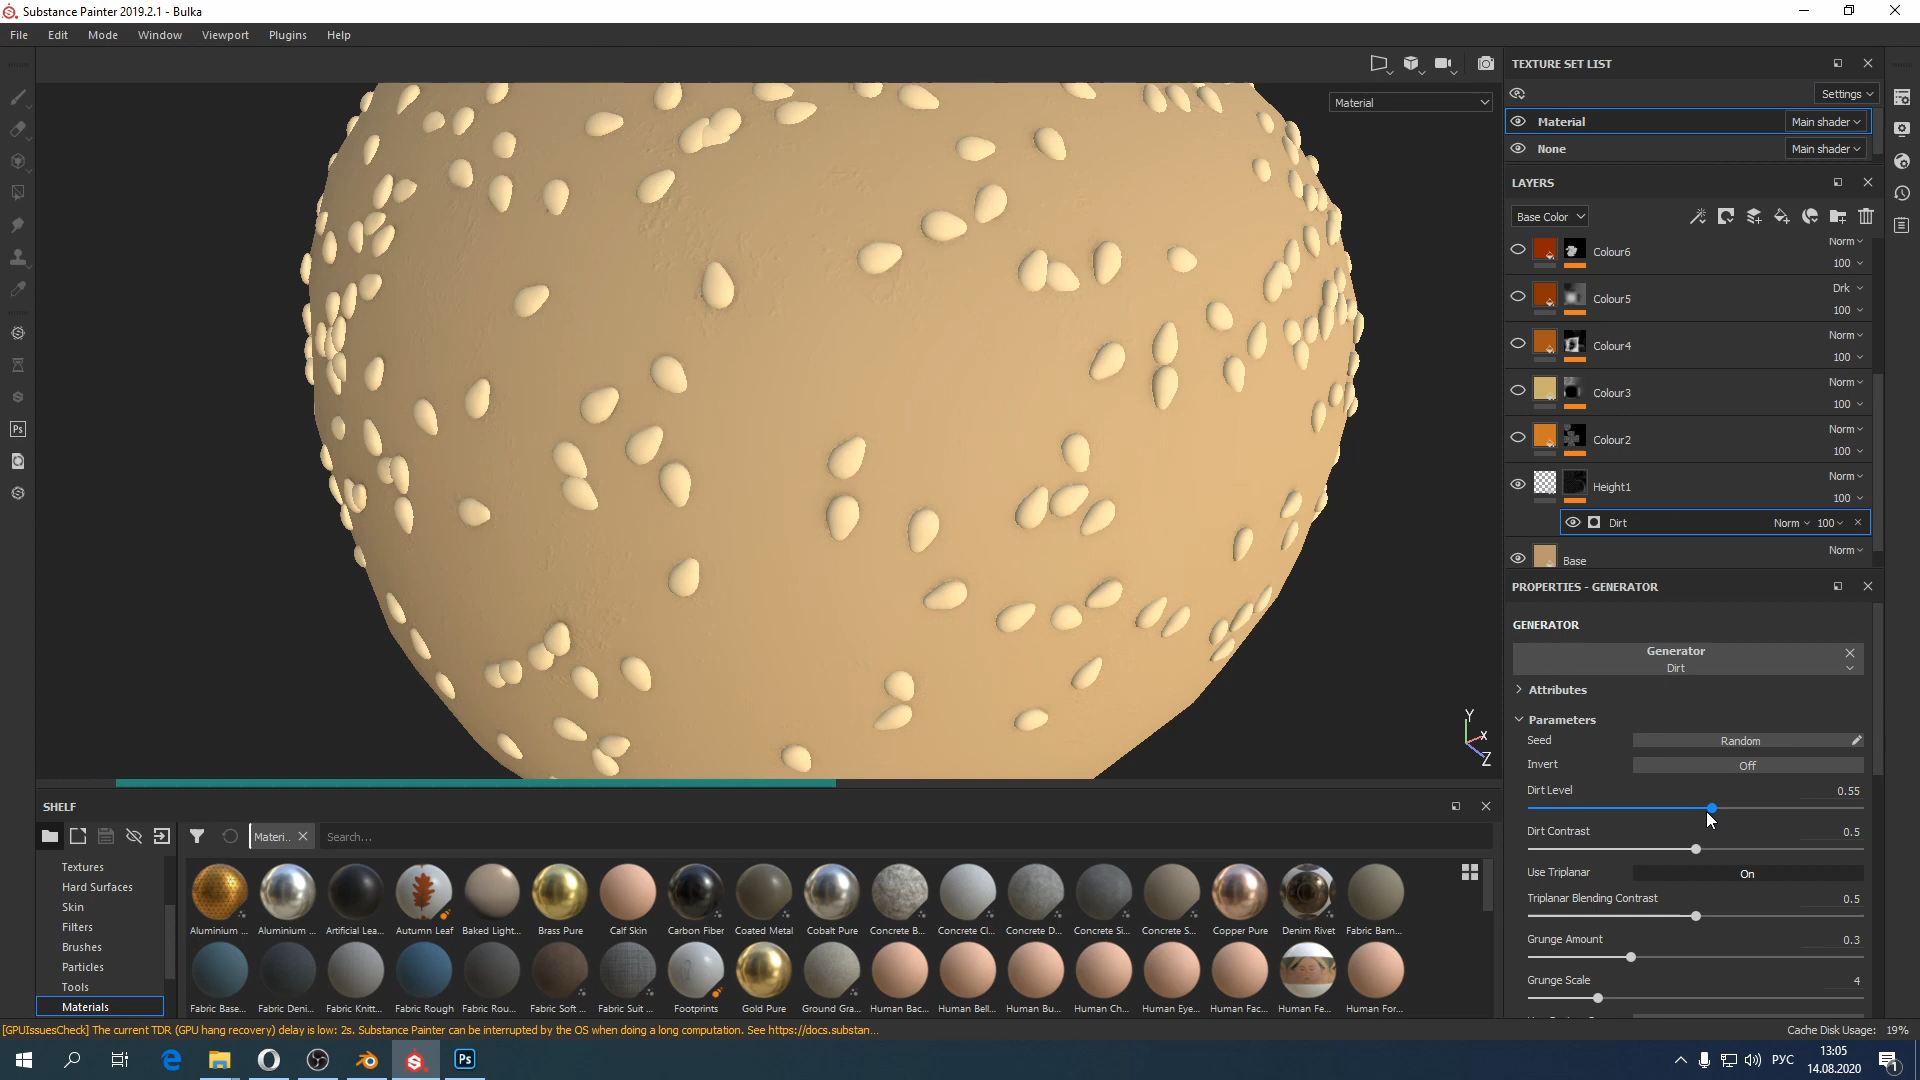 Substance Painter 2019.2.1 - Bulka
File Edit Mode Window Viewport Plugins Help
Material
TEXTURE SET LIST
Settings
Material Main shader
None Main shader
LAYERS
Base Color
Norm
Colour6
100
Drk
Colour5
100
Norm
Colour4
100
Norm
Colour3
100
Norm
Colour2
100
Norm
Height1
100
Dirt Norm 100
Norm
Base
PROPERTIES - GENERATOR
GENERATOR
Generator
Dirt
Attributes
Parameters
Seed Random
Invert Off
Dirt Level 0.55
Dirt Contrast 0.5
Use Triplanar On
Triplanar Blending Contrast 0.5
Grunge Amount 0.3
Grunge Scale 4
Y
X
Z
SHELF
Materi.. Search...
Textures
Hard Surfaces
Skin
Filters
Brushes
Particles
Tools
Materials
Aluminium ... Aluminium ... Artificial Lea... Autumn Leaf Baked Light... Brass Pure Calf Skin Carbon Fiber Coated Metal Cobalt Pure Concrete B... Concrete Cl... Concrete D... Concrete Si... Concrete S... Copper Pure Denim Rivet Fabric Bam...
Fabric Base... Fabric Deni... Fabric Knitt... Fabric Rough Fabric Rou... Fabric Soft ... Fabric Suit ... Footprints Gold Pure Ground Gra... Human Bac... Human Bell... Human Bu... Human Ch... Human Eye... Human Fac... Human Fe... Human For...
[GPUIssuesCheck] The current TDR (GPU hang recovery) delay is low: 2s. Substance Painter can be interrupted by the OS when doing a long computation. See https://docs.substan...
Cache Disk Usage: 19%
Ps
Ps
РУС
13:05
14.08.2020
1